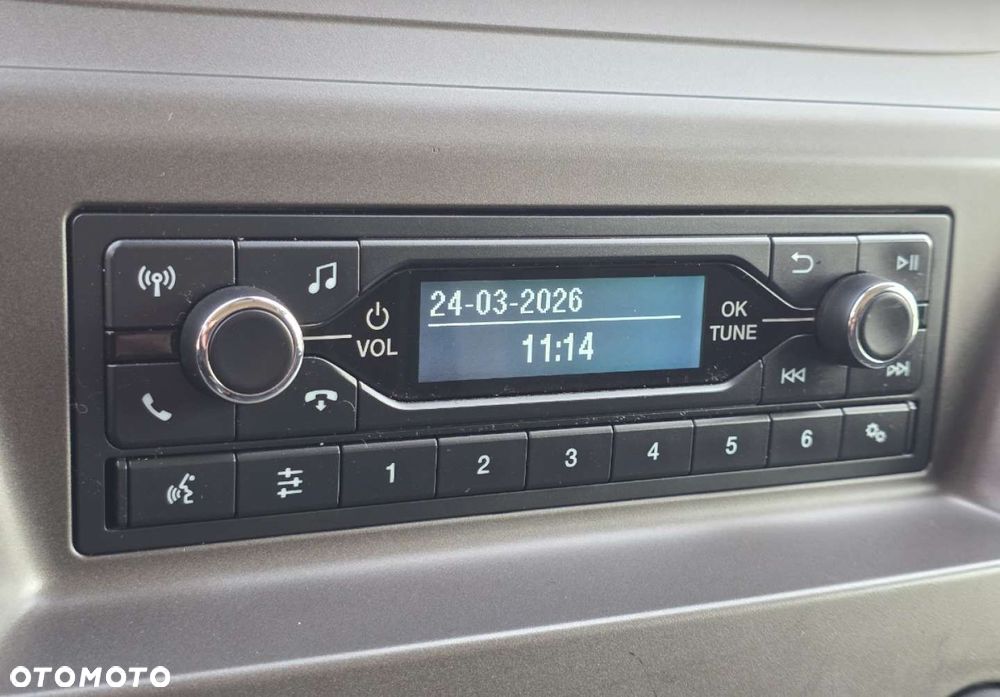 24-03-2026
11:14
VOL
OK
TUNE
1 2 3 4 5 6
OTOMOTO